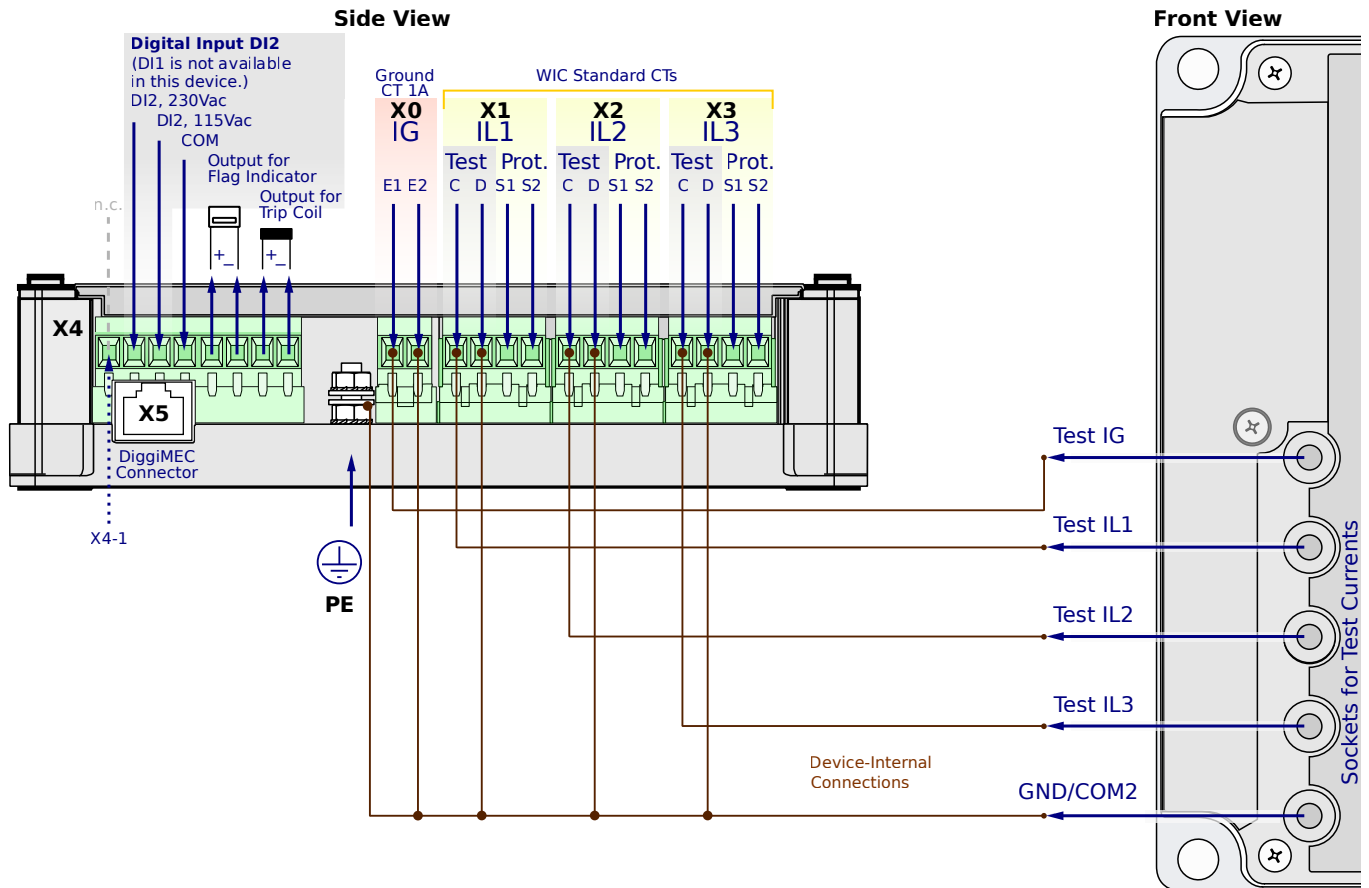 Side View
Front View
Digital Input DI2
(DI1 is not available
in this device.)
DI2, 230Vac
DI2, 115Vac
COM
Output for
Flag Indicator
Output for
Trip Coil
n.c.
+ –
+ –
Ground
CT 1A
WIC Standard CTs
X0
IG
E1 E2
X1
IL1
Test Prot.
C D S1 S2
X2
IL2
Test Prot.
C D S1 S2
X3
IL3
Test Prot.
C D S1 S2
X4
X5
DiggiMEC
Connector
X4-1
PE
Test IG
Test IL1
Test IL2
Test IL3
GND/COM2
Device-Internal
Connections
Sockets for Test Currents